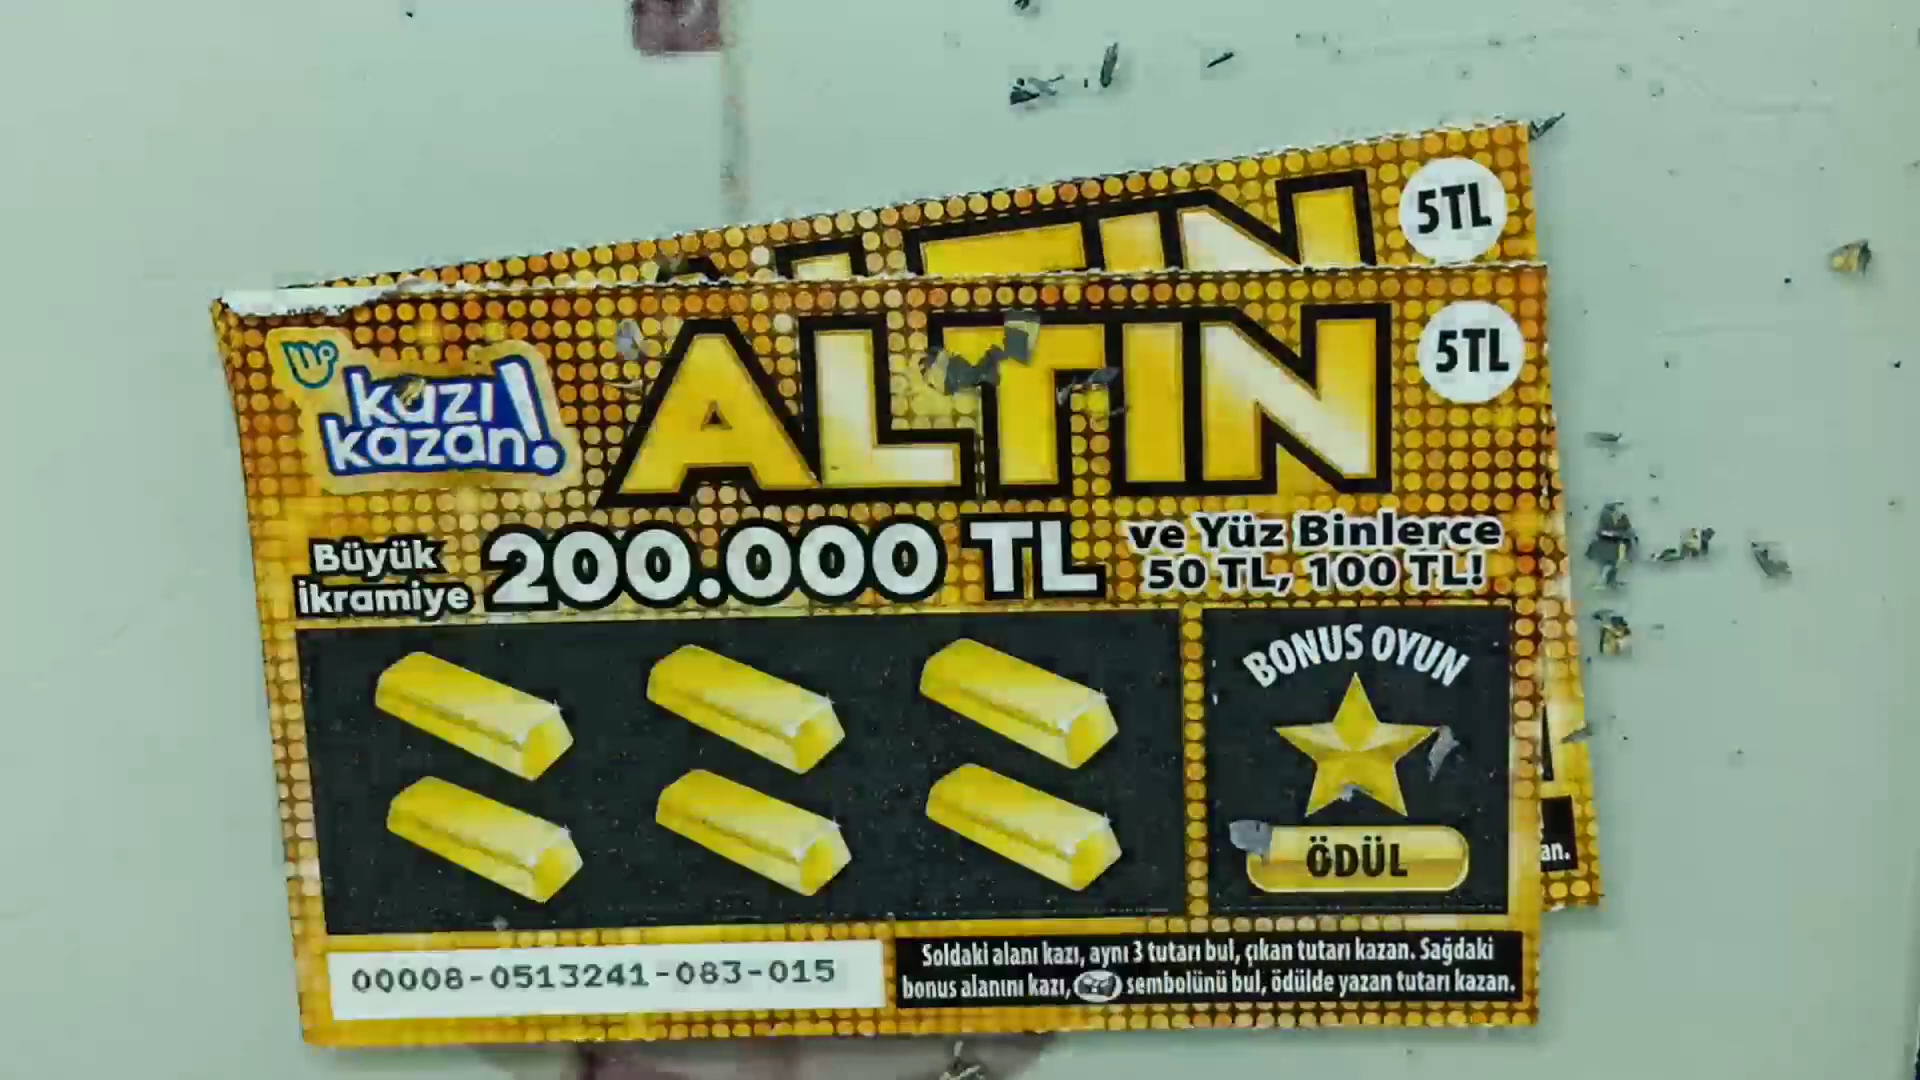 5TL
kazı
kazan!
ALTIN
5TL
Büyük
İkramiye
200.000 TL
ve Yüz Binlerce
50 TL, 100 TL!
BONUS OYUN
ÖDÜL
an.
00008-0513241-083-015
Soldaki alanı kazı, aynı 3 tutarı bul, çıkan tutarı kazan. Sağdaki
bonus alanını kazı, sembolünü bul, ödülde yazan tutarı kazan.